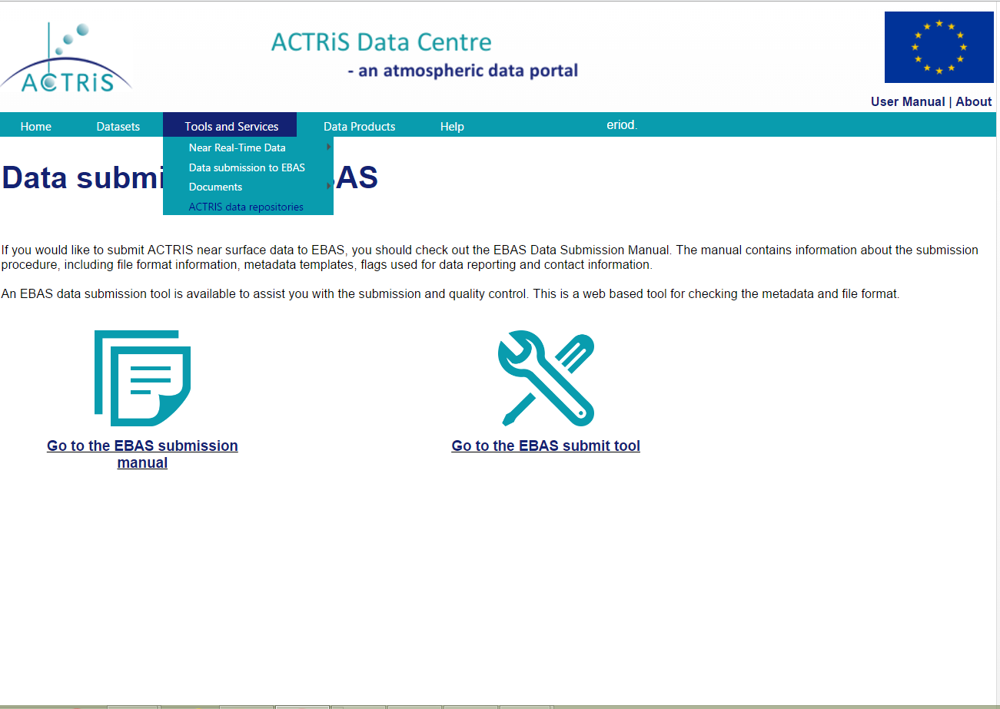 ACTRiS
ACTRiS Data Centre
- an atmospheric data portal
User Manual | About
Home Datasets Tools and Services Data Products Help eriod.
Near Real-Time Data
Data submission to EBAS
Documents
ACTRIS data repositories
Data submi AS
If you would like to submit ACTRIS near surface data to EBAS, you should check out the EBAS Data Submission Manual. The manual contains information about the submission
procedure, including file format information, metadata templates, flags used for data reporting and contact information.
An EBAS data submission tool is available to assist you with the submission and quality control. This is a web based tool for checking the metadata and file format.
Go to the EBAS submission
manual
Go to the EBAS submit tool